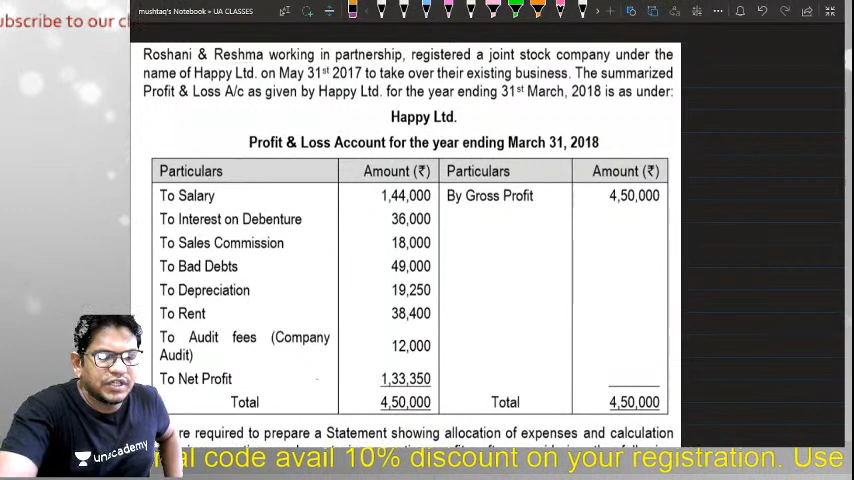 mushtaq's Notebook » UA CLASSES
ubscribe to our ch
Roshani & Reshma working in partnership, registered a joint stock company under the
name of Happy Ltd. on May 31st 2017 to take over their existing business. The summarized
Profit & Loss A/c as given by Happy Ltd. for the year ending 31st March, 2018 is as under:
Happy Ltd.
Profit & Loss Account for the year ending March 31, 2018
Particulars Amount (₹) Particulars Amount (₹)
To Salary 1,44,000 By Gross Profit 4,50,000
To Interest on Debenture 36,000
To Sales Commission 18,000
To Bad Debts 49,000
To Depreciation 19,250
To Rent 38,400
To Audit fees (Company
Audit) 12,000
To Net Profit 1,33,350
Total 4,50,000 Total 4,50,000
re required to prepare a Statement showing allocation of expenses and calculation
unacademy
al code avail 10% discount on your registration. Use